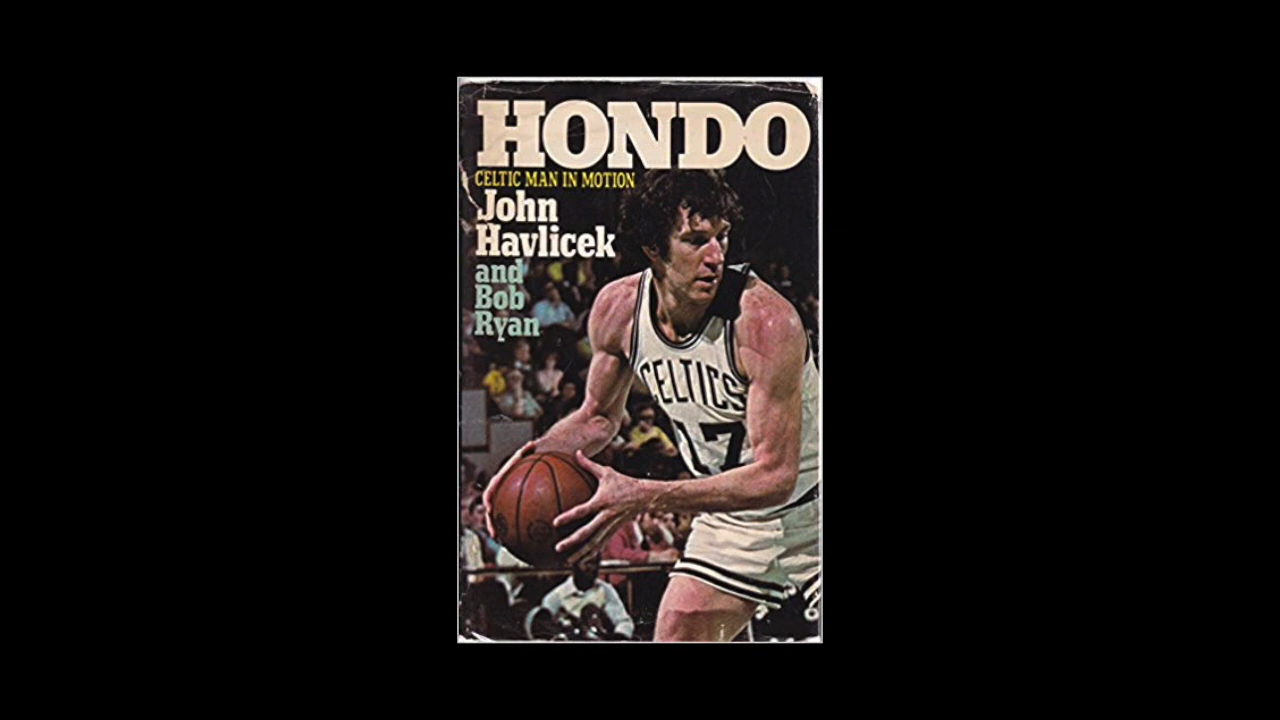 HONDO
CELTIC MAN IN MOTION
John
Havlicek
and
Bob
Ryan
CELTICS
17